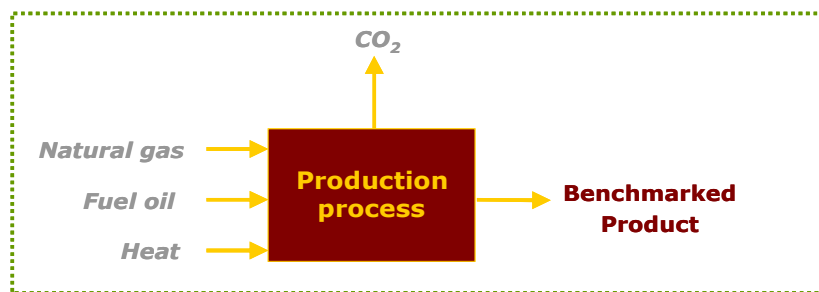 CO₂
Natural gas
Fuel oil
Heat
Production
process
Benchmarked
Product